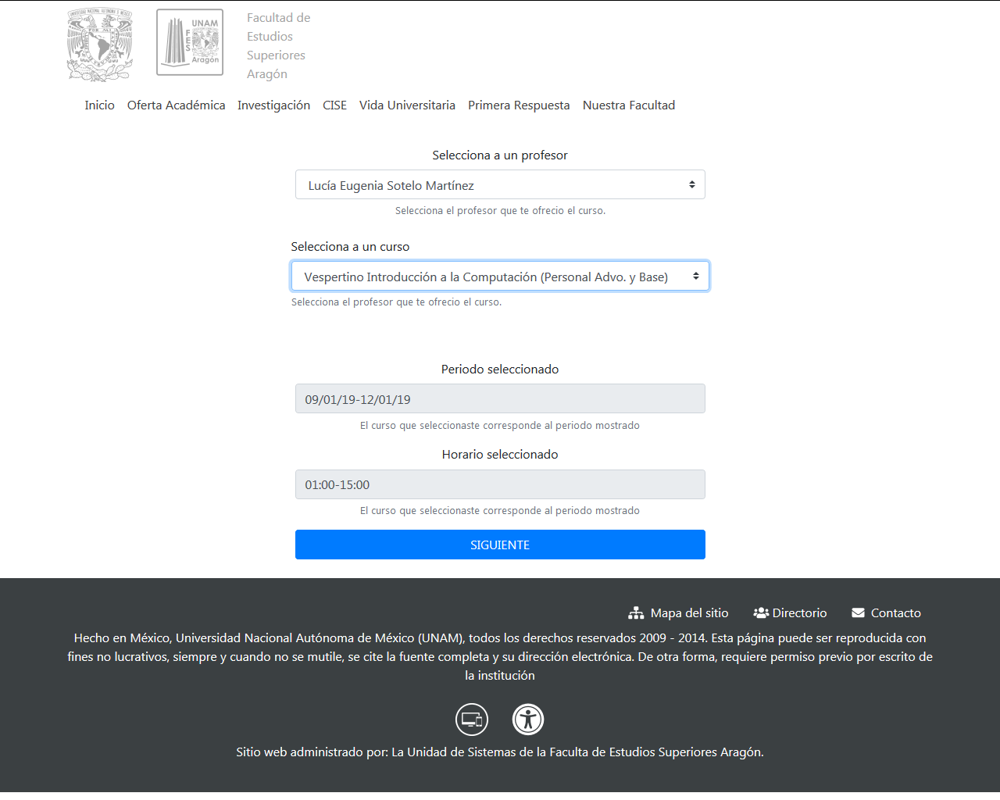 UNIVERSIDAD NACIONAL AUTÓNOMA DE MÉXICO
UNAM
FES
Aragón
Facultad de
Estudios
Superiores
Aragón
Inicio Oferta Académica Investigación CISE Vida Universitaria Primera Respuesta Nuestra Facultad
Selecciona a un profesor
Lucía Eugenia Sotelo Martínez
Selecciona el profesor que te ofrecio el curso.
Selecciona a un curso
Vespertino Introducción a la Computación (Personal Advo. y Base)
Selecciona el profesor que te ofrecio el curso.
Periodo seleccionado
09/01/19-12/01/19
El curso que seleccionaste corresponde al periodo mostrado
Horario seleccionado
01:00-15:00
El curso que seleccionaste corresponde al periodo mostrado
SIGUIENTE
Mapa del sitio Directorio Contacto
Hecho en México, Universidad Nacional Autónoma de México (UNAM), todos los derechos reservados 2009 - 2014. Esta página puede ser reproducida con
fines no lucrativos, siempre y cuando no se mutile, se cite la fuente completa y su dirección electrónica. De otra forma, requiere permiso previo por escrito de
la institución
Sitio web administrado por: La Unidad de Sistemas de la Faculta de Estudios Superiores Aragón.